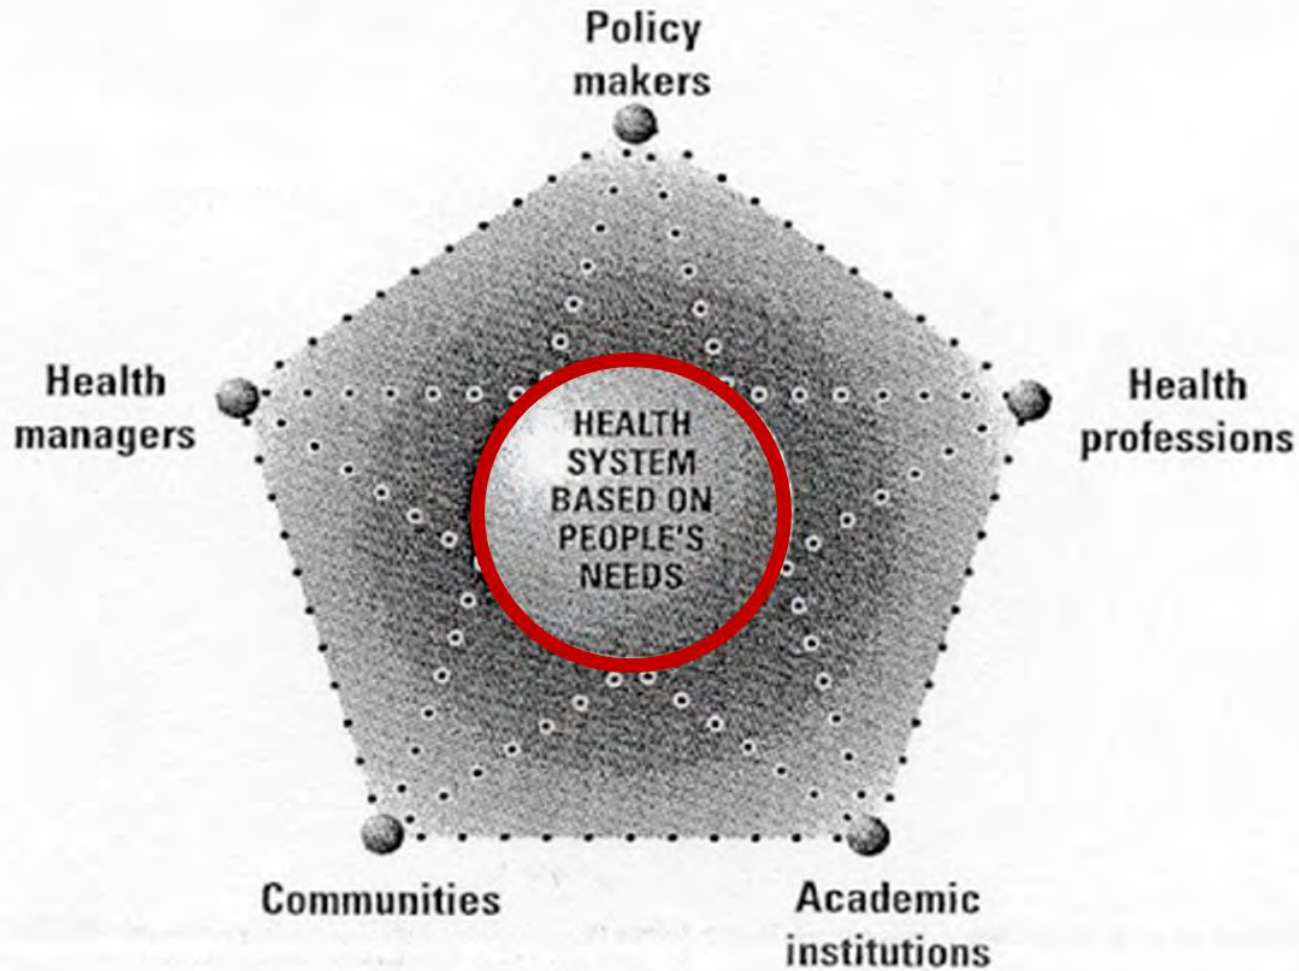 Policy
makers
Health
managers
Health
professions
HEALTH
SYSTEM
BASED ON
PEOPLE'S
NEEDS
Communities
Academic
institutions